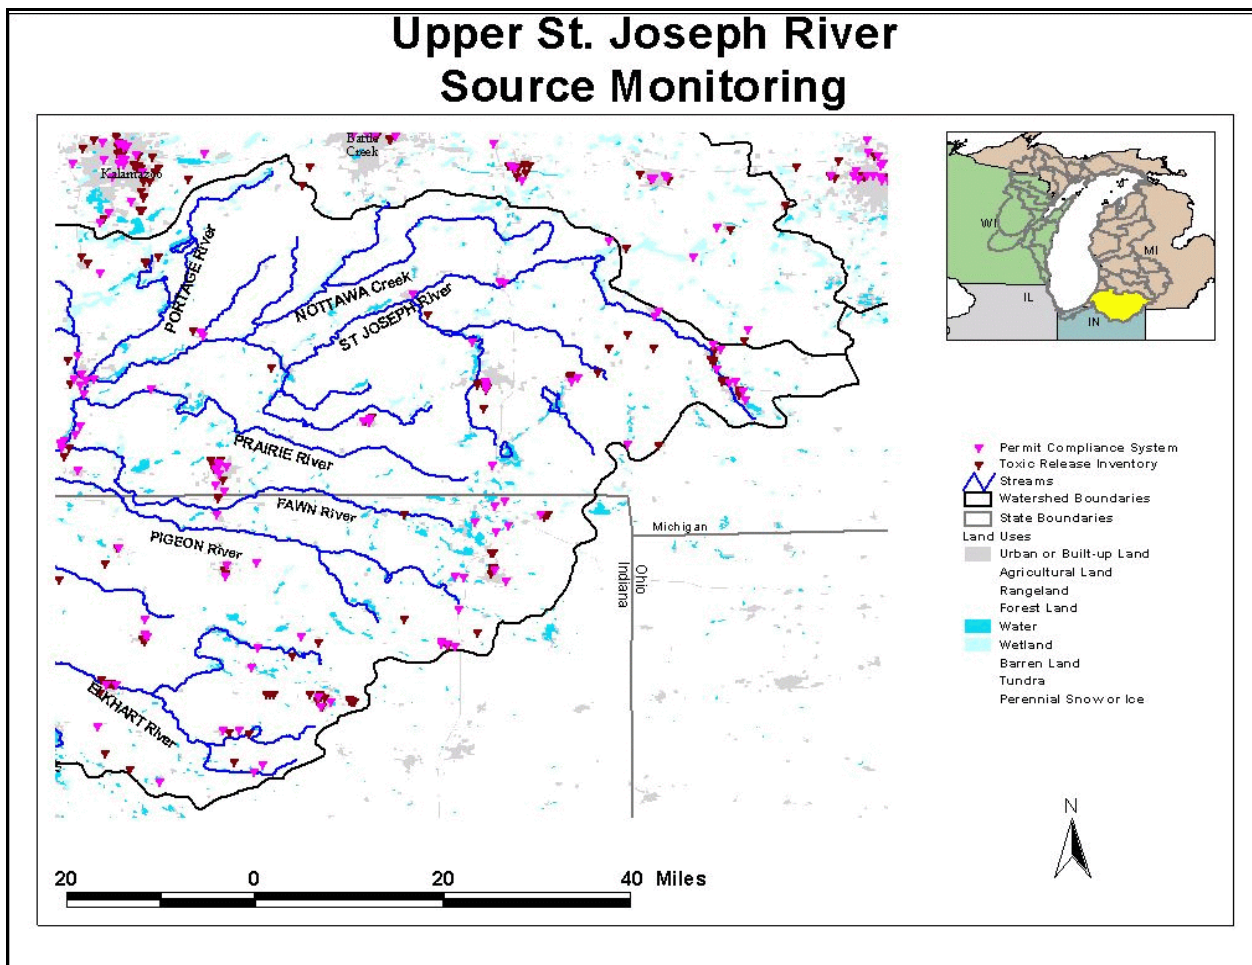 Upper St. Joseph River
Source Monitoring
Battle
Creek
Kalamazoo
PORTAGE River
NOTTAWA Creek
ST JOSEPH River
PRAIRIE River
FAWN River
PIGEON River
ELKHART River
Michigan
Indiana
Ohio
WI
MI
IL
IN
Permit Compliance System
Toxic Release Inventory
Streams
Watershed Boundaries
State Boundaries
Land Uses
Urban or Built-up Land
Agricultural Land
Rangeland
Forest Land
Water
Wetland
Barren Land
Tundra
Perennial Snow or Ice
N
20 0 20 40 Miles